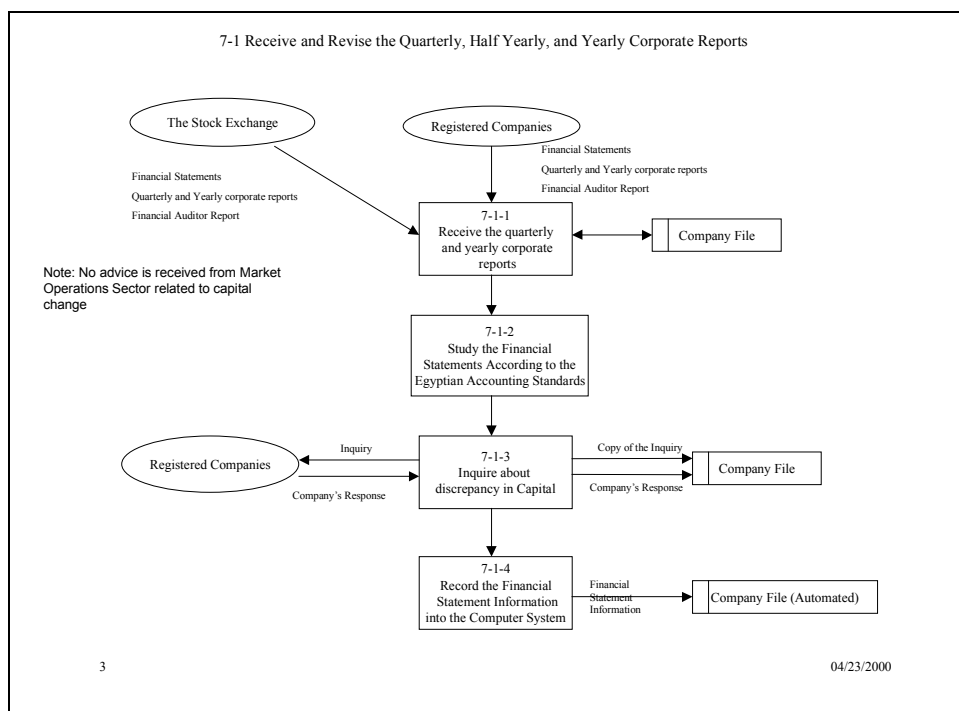 7-1 Receive and Revise the Quarterly, Half Yearly, and Yearly Corporate Reports
The Stock Exchange
Registered Companies
Financial Statements
Quarterly and Yearly corporate reports
Financial Auditor Report
Financial Statements
Quarterly and Yearly corporate reports
Financial Auditor Report
7-1-1
Receive the quarterly
and yearly corporate
reports
Company File
Note: No advice is received from Market
Operations Sector related to capital
change
7-1-2
Study the Financial
Statements According to the
Egyptian Accounting Standards
Registered Companies
Inquiry
Company's Response
7-1-3
Inquire about
discrepancy in Capital
Copy of the Inquiry
Company's Response
Company File
7-1-4
Record the Financial
Statement Information
into the Computer System
Financial
Statement
Information
Company File (Automated)
3
04/23/2000